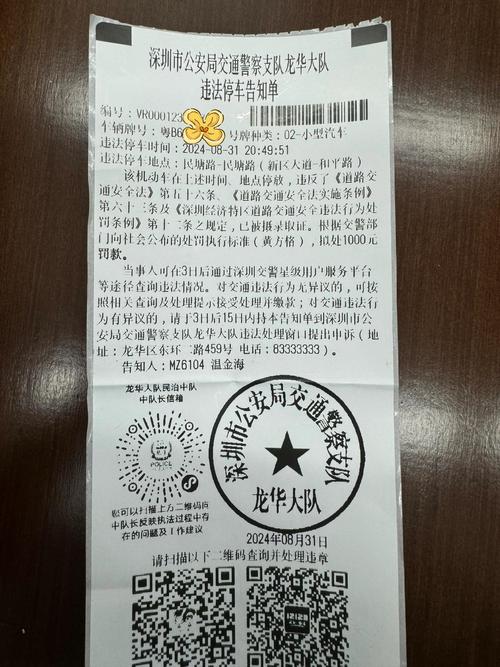 深圳市公安局交通警察支队龙华大队
违法停车告知单
编号：VR000123
车辆牌号：粤B6 号牌种类：02-小型汽车
违法停车时间：2024-08-31 20:49:51
违法停车地点：民塘路-民塘路（新区大道-和平路）
该机动车在上述时间、地点停放，违反了《道路交
交通安全法》第五十六条、《道路交通安全法实施条例》
第六十三条及《深圳经济特区道路交通安全违法行为处
罚条例》第十二条之规定，已被摄录取证。根据交警部
门向社会公布的处罚执行标准（黄方格），拟处1000元
罚款。
当事人可在3日后通过深圳交警星级用户服务平台
等途径查询违法情况。对交通违法行为无异议的，可按
照相关查询及处理提示接受处理并缴款；对交通违法行
为有异议的，请于3日后15日内持本告知单到深圳市公
安局交通警察支队龙华大队违法处理窗口提出申诉（地
址：龙华区东环二路459号 电话：83333333）。
告知人：MZ6104 温金海
龙华大队民治中队
中队长信箱
POLICE
您可以扫描上方二维码向
中队长反映执法过程中存
在的问题及工作建议
深圳市公安局交通警察支队
龙华大队
2024年08月31日
请扫描以下二维码查询并处理违章
12123